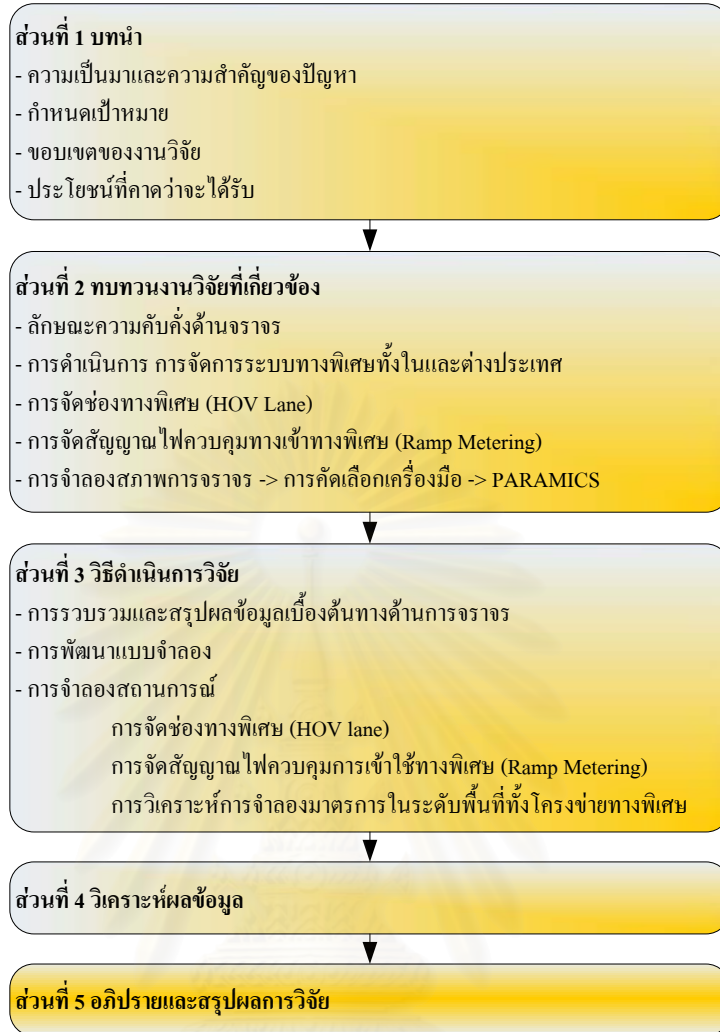 ส่วนที่ 1 บทนำ
- ความเป็นมาและความสำคัญของปัญหา
- กำหนดเป้าหมาย
- ขอบเขตของงานวิจัย
- ประโยชน์ที่คาดว่าจะได้รับ
ส่วนที่ 2 ทบทวนงานวิจัยที่เกี่ยวข้อง
- ลักษณะความคับคั่งด้านจราจร
- การดำเนินการ การจัดการระบบทางพิเศษทั้งในและต่างประเทศ
- การจัดช่องทางพิเศษ (HOV Lane)
- การจัดสัญญาณไฟควบคุมทางเข้าทางพิเศษ (Ramp Metering)
- การจำลองสภาพการจราจร -> การคัดเลือกเครื่องมือ -> PARAMICS
ส่วนที่ 3 วิธีดำเนินการวิจัย
- การรวบรวมและสรุปผลข้อมูลเบื้องต้นทางด้านการจราจร
- การพัฒนาแบบจำลอง
- การจำลองสถานการณ์
การจัดช่องทางพิเศษ (HOV lane)
การจัดสัญญาณไฟควบคุมการเข้าใช้ทางพิเศษ (Ramp Metering)
การวิเคราะห์การจำลองมาตรการในระดับพื้นที่ทั้งโครงข่ายทางพิเศษ
ส่วนที่ 4 วิเคราะห์ผลข้อมูล
ส่วนที่ 5 อภิปรายและสรุปผลการวิจัย